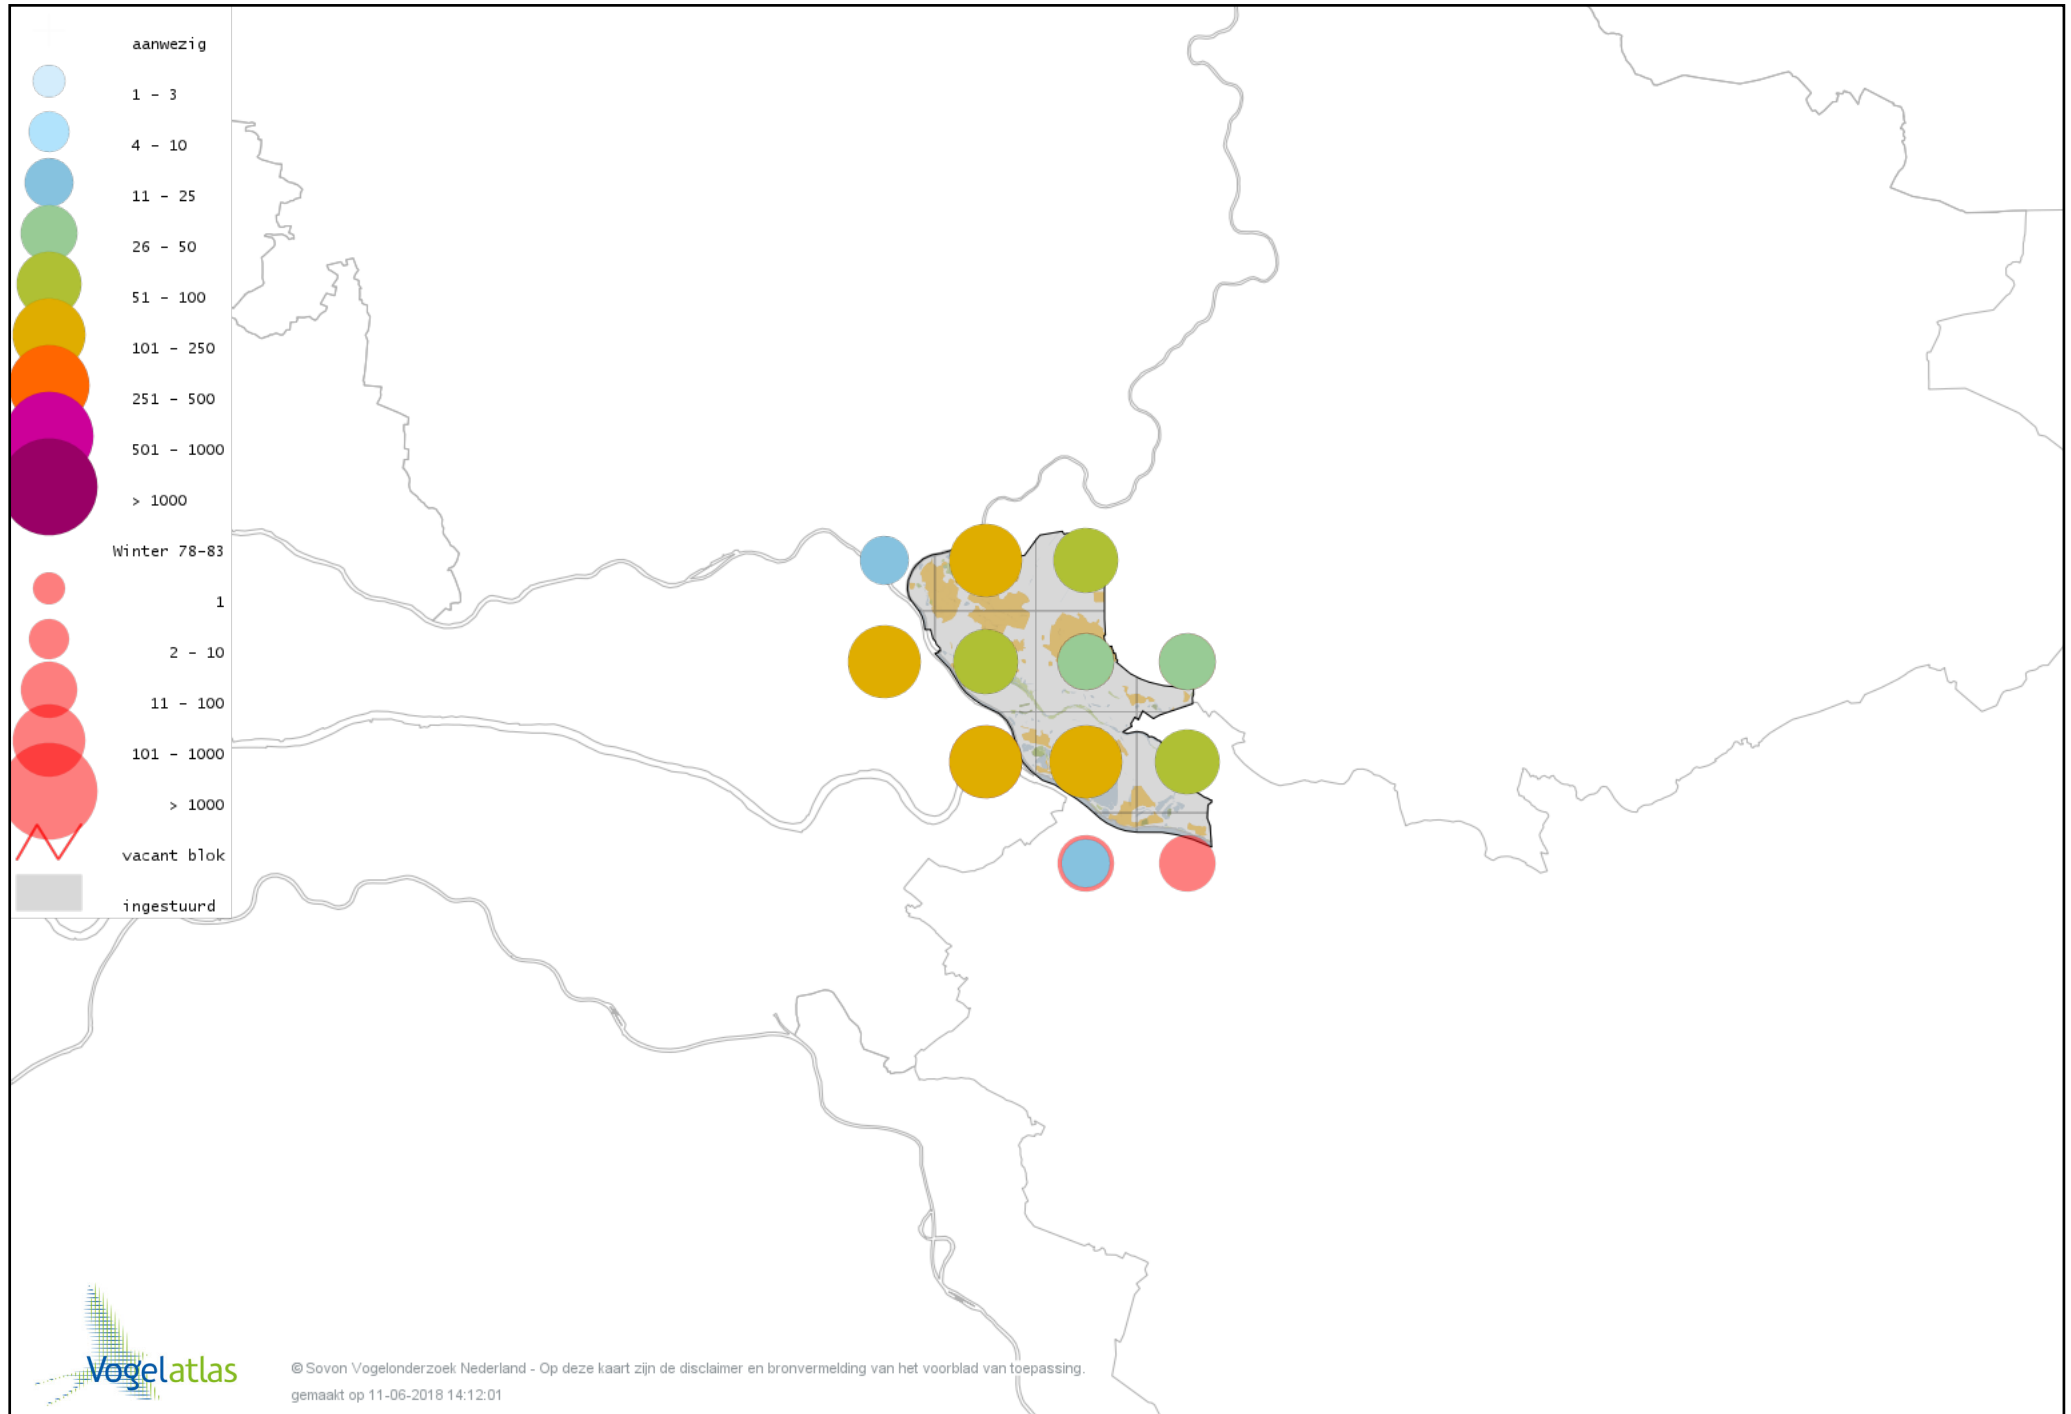 aanwezig
1 - 3
4 - 10
11 - 25
26 - 50
51 - 100
101 - 250
251 - 500
501 - 1000
> 1000
Winter 78-83
1
2 - 10
11 - 100
101 - 1000
> 1000
vacant blok
ingestuurd
Vogelatlas
© Sovon Vogelonderzoek Nederland - Op deze kaart zijn de disclaimer en bronvermelding van het voorblad van toepassing.
gemaakt op 11-06-2018 14:12:01